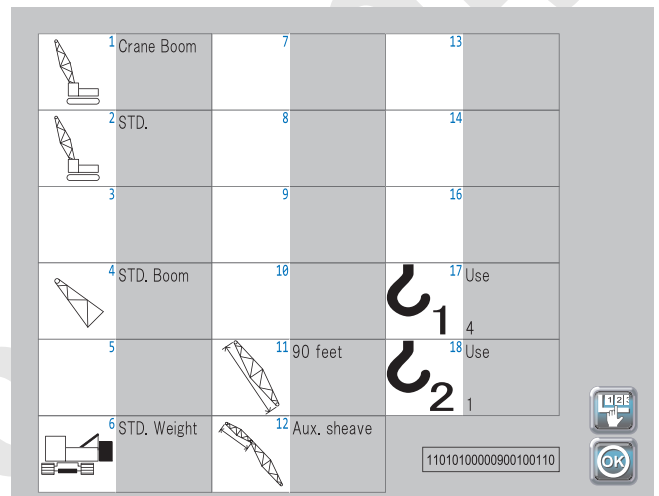 1 Crane Boom
7
13
2 STD.
8
14
3
9
16
4 STD. Boom
10
17 Use
1
4
5
11 90 feet
18 Use
2
1
6 STD. Weight
12 Aux. sheave
11010100000900100110
123
OK